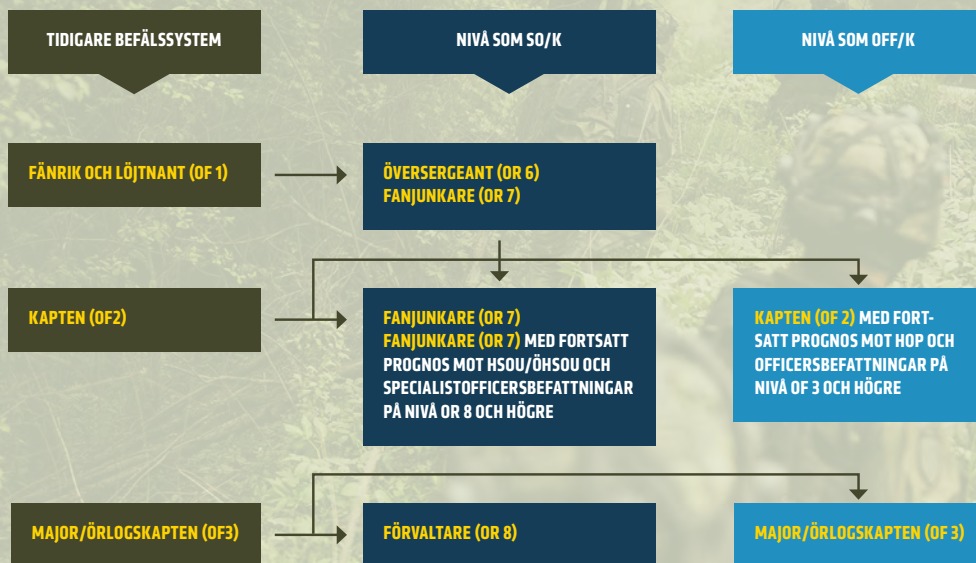 TIDIGARE BEFÄLSSYSTEM
NIVÅ SOM SO/K
NIVÅ SOM OFF/K
FÄNRIK OCH LÖJTNANT (OF 1)
ÖVERSERGEANT (OR 6)
FANJUNKARE (OR 7)
KAPTEN (OF2)
FANJUNKARE (OR 7)
FANJUNKARE (OR 7) MED FORTSATT
PROGNOS MOT HSOU/ÖHSOU OCH
SPECIALISTOFFICERSBEFATTNINGAR
PÅ NIVÅ OR 8 OCH HÖGRE
KAPTEN (OF 2) MED FORT-
SATT PROGNOS MOT HOP OCH
OFFICERSBEFATTNINGAR PÅ
NIVÅ OF 3 OCH HÖGRE
MAJOR/ÖRLOGSKAPTEN (OF3)
FÖRVALTARE (OR 8)
MAJOR/ÖRLOGSKAPTEN (OF 3)